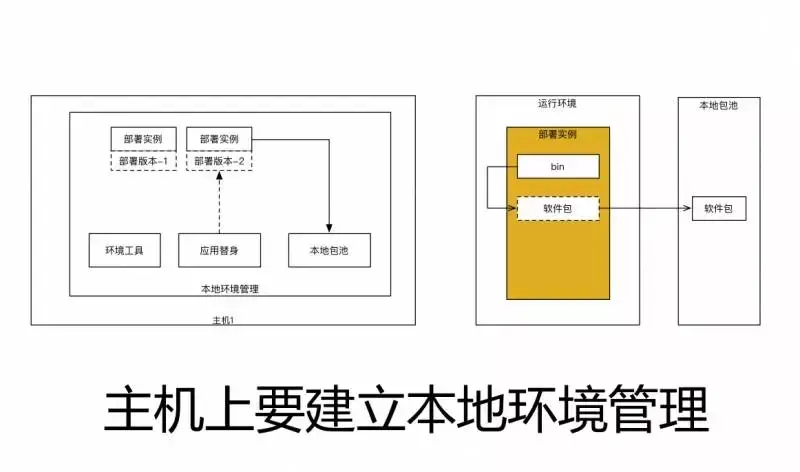 部署实例
部署版本-1
部署实例
部署版本-2
环境工具
应用替身
本地包池
本地环境管理
主机1
运行环境
部署实例
bin
软件包
本地包池
软件包
主机上要建立本地环境管理